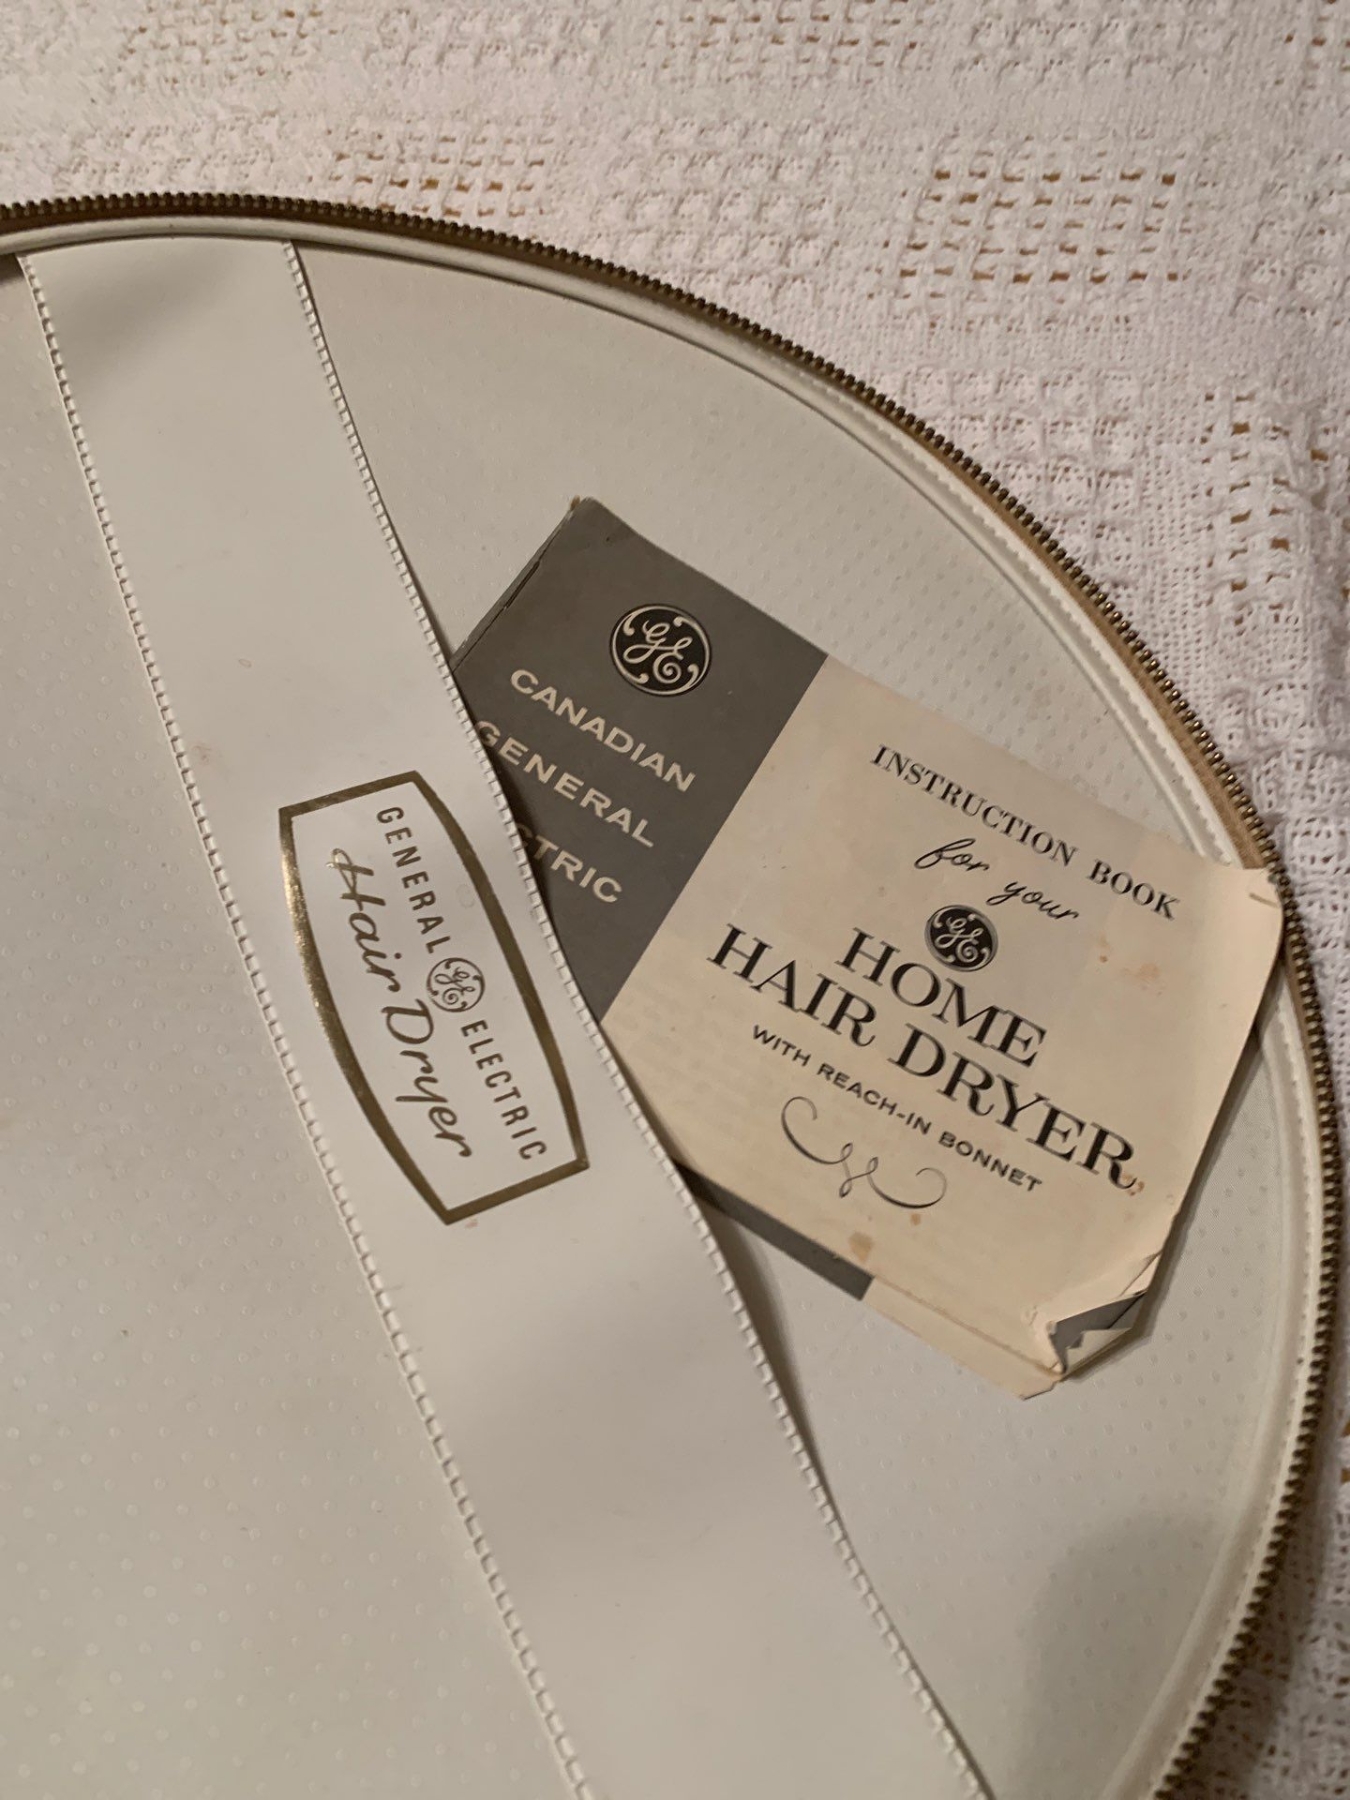 GE
CANADIAN
GENERAL
CTRIC
INSTRUCTION BOOK
for your
GE
HOME
HAIR DRYER
WITH REACH-IN BONNET
GENERAL GE ELECTRIC
Hair Dryer